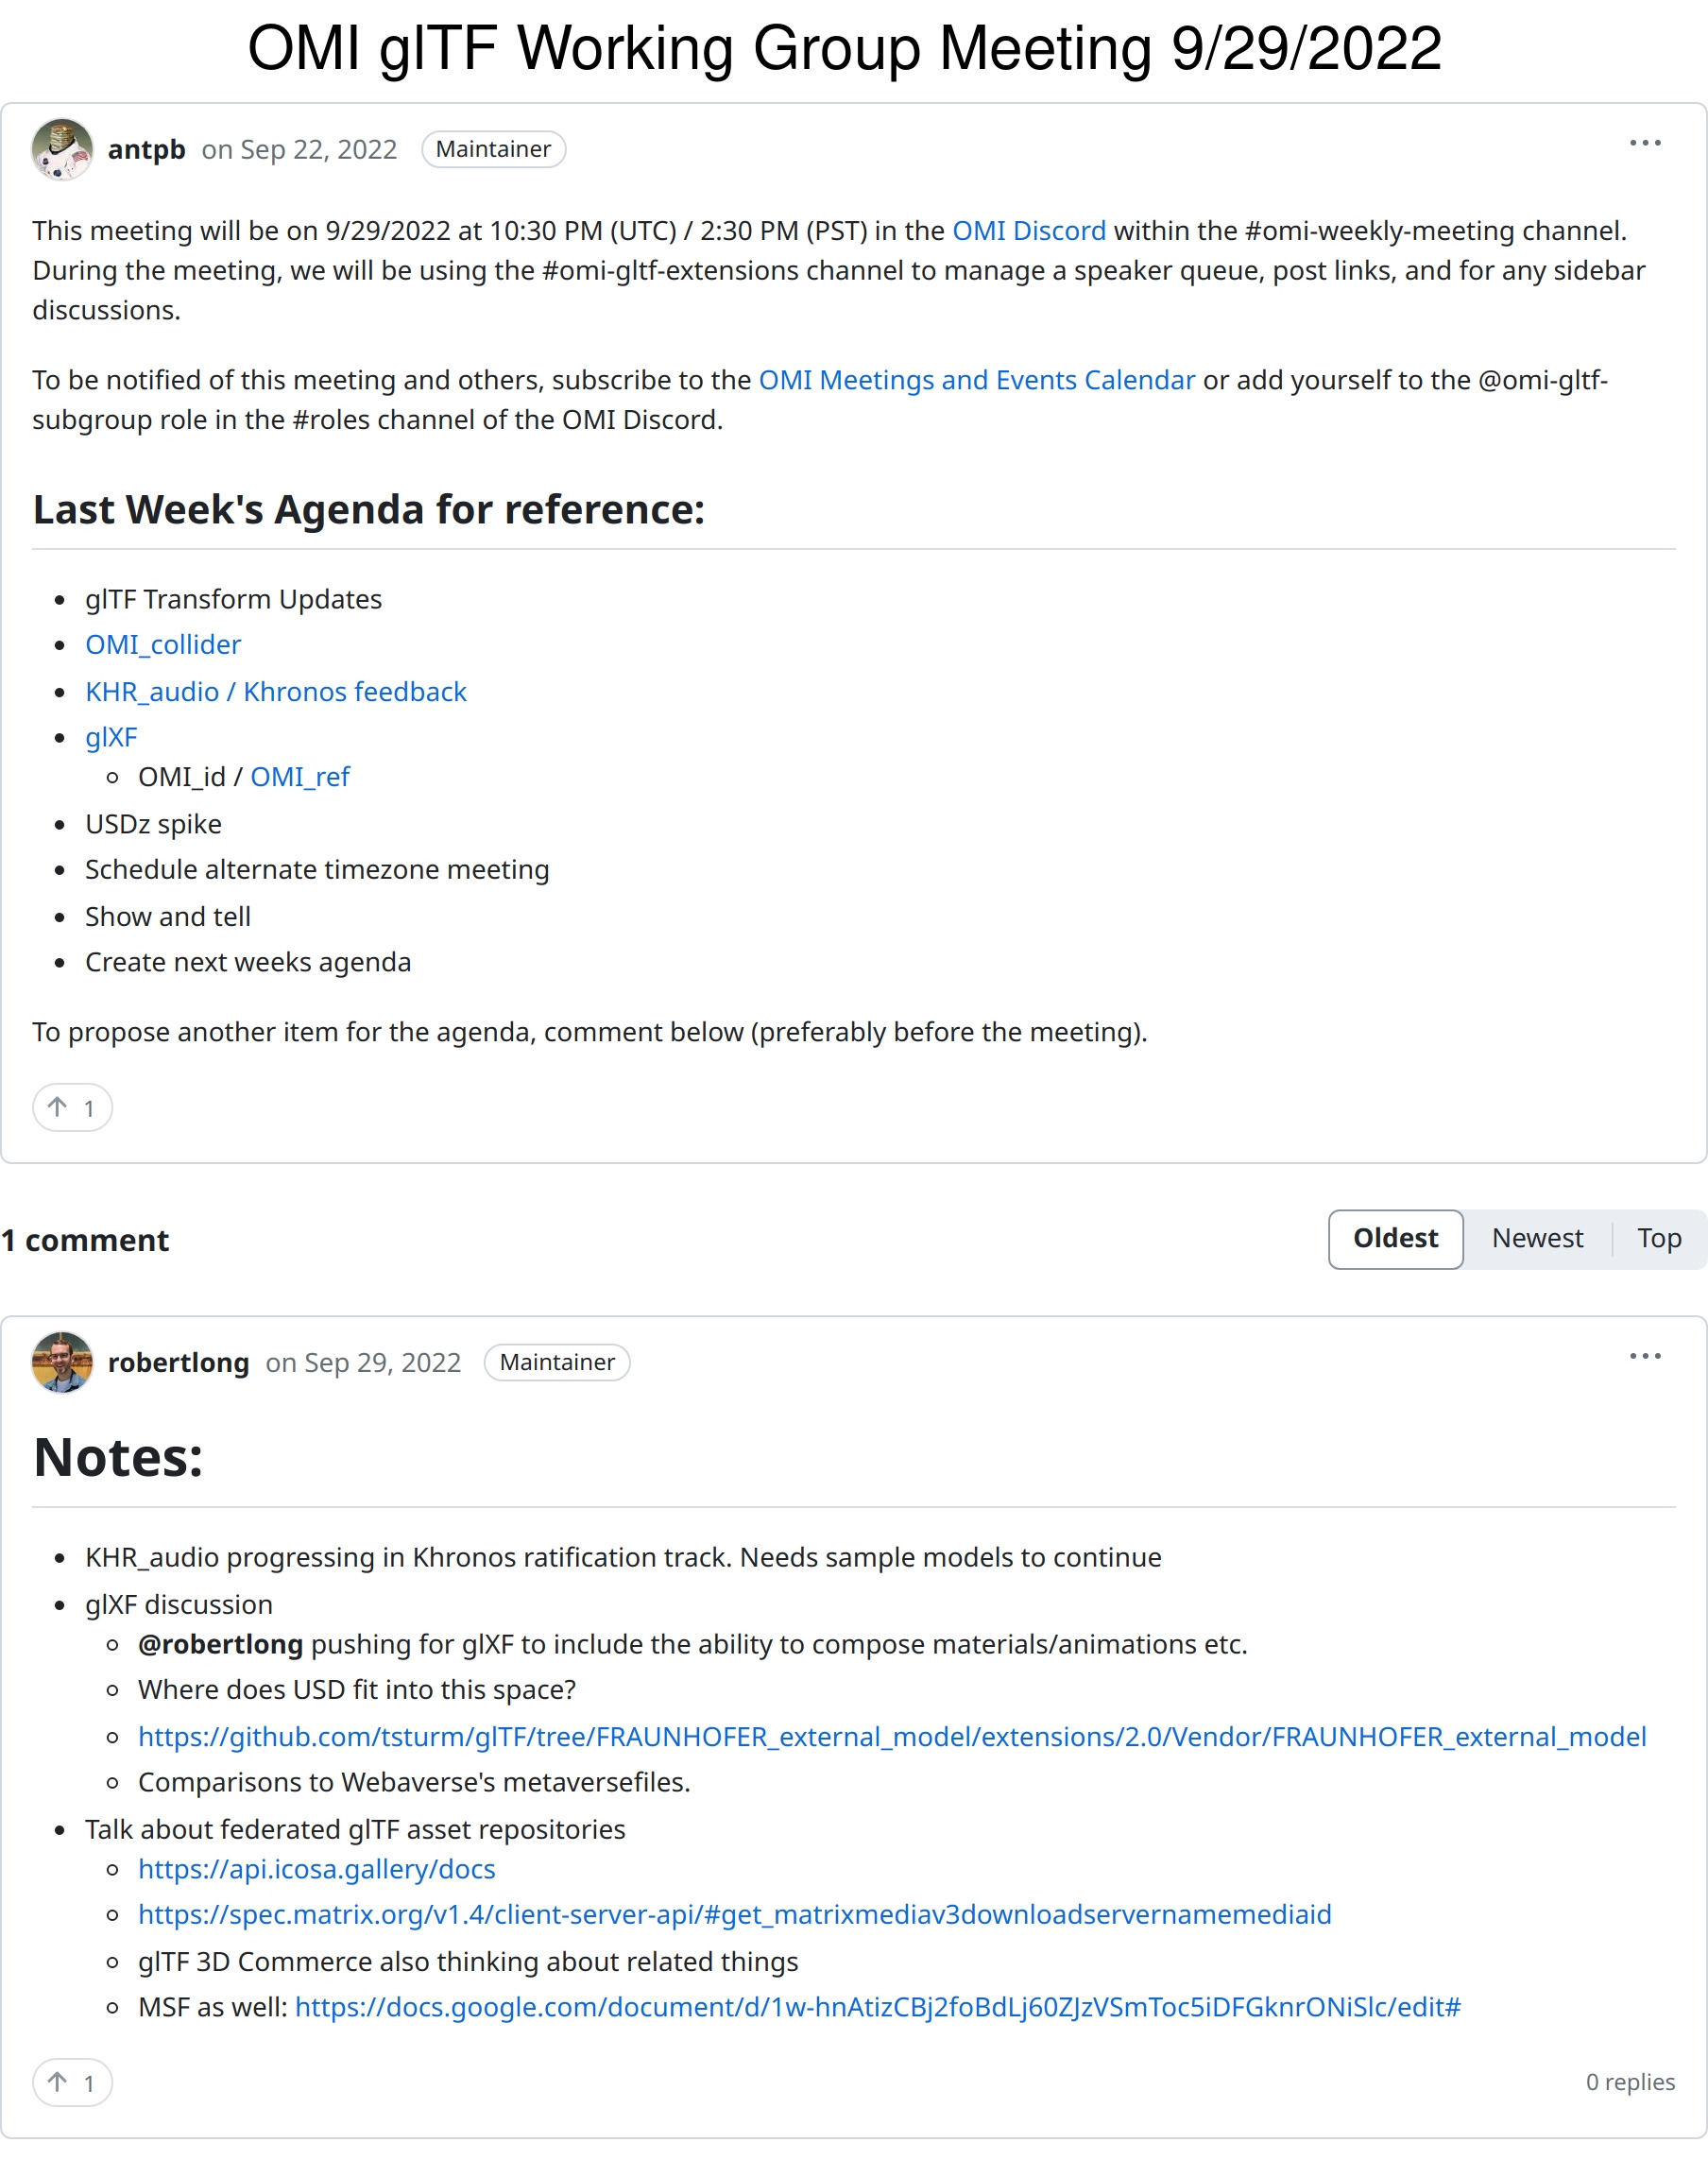 OMI glTF Working Group Meeting 9/29/2022
antpb on Sep 22, 2022 Maintainer
This meeting will be on 9/29/2022 at 10:30 PM (UTC) / 2:30 PM (PST) in the OMI Discord within the #omi-weekly-meeting channel.
During the meeting, we will be using the #omi-gltf-extensions channel to manage a speaker queue, post links, and for any sidebar
discussions.
To be notified of this meeting and others, subscribe to the OMI Meetings and Events Calendar or add yourself to the @omi-gltf-
subgroup role in the #roles channel of the OMI Discord.
Last Week's Agenda for reference:
glTF Transform Updates
OMI_collider
KHR_audio / Khronos feedback
glXF
OMI_id / OMI_ref
USDz spike
Schedule alternate timezone meeting
Show and tell
Create next weeks agenda
To propose another item for the agenda, comment below (preferably before the meeting).
1
1 comment
Oldest Newest Top
robertlong on Sep 29, 2022 Maintainer
Notes:
KHR_audio progressing in Khronos ratification track. Needs sample models to continue
glXF discussion
@robertlong pushing for glXF to include the ability to compose materials/animations etc.
Where does USD fit into this space?
https://github.com/tsturm/glTF/tree/FRAUNHOFER_external_model/extensions/2.0/Vendor/FRAUNHOFER_external_model
Comparisons to Webaverse's metaversefiles.
Talk about federated glTF asset repositories
https://api.icosa.gallery/docs
https://spec.matrix.org/v1.4/client-server-api/#get_matrixmediav3downloadservernamemediaid
glTF 3D Commerce also thinking about related things
MSF as well: https://docs.google.com/document/d/1w-hnAtizCBj2foBdLj60ZJzVSmToc5iDFGknrONiSlc/edit#
1
0 replies